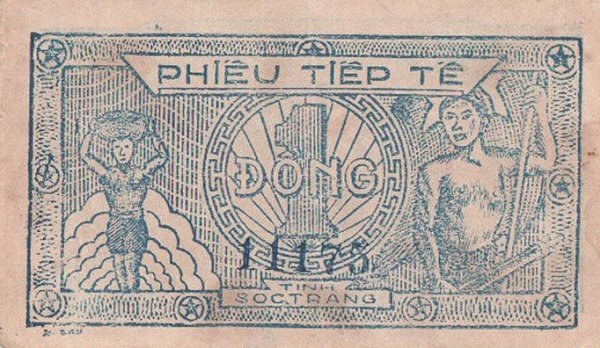 PHIẾU TIẾP TẾ
1
ĐỒNG
11175
TỈNH
SOCTRANG